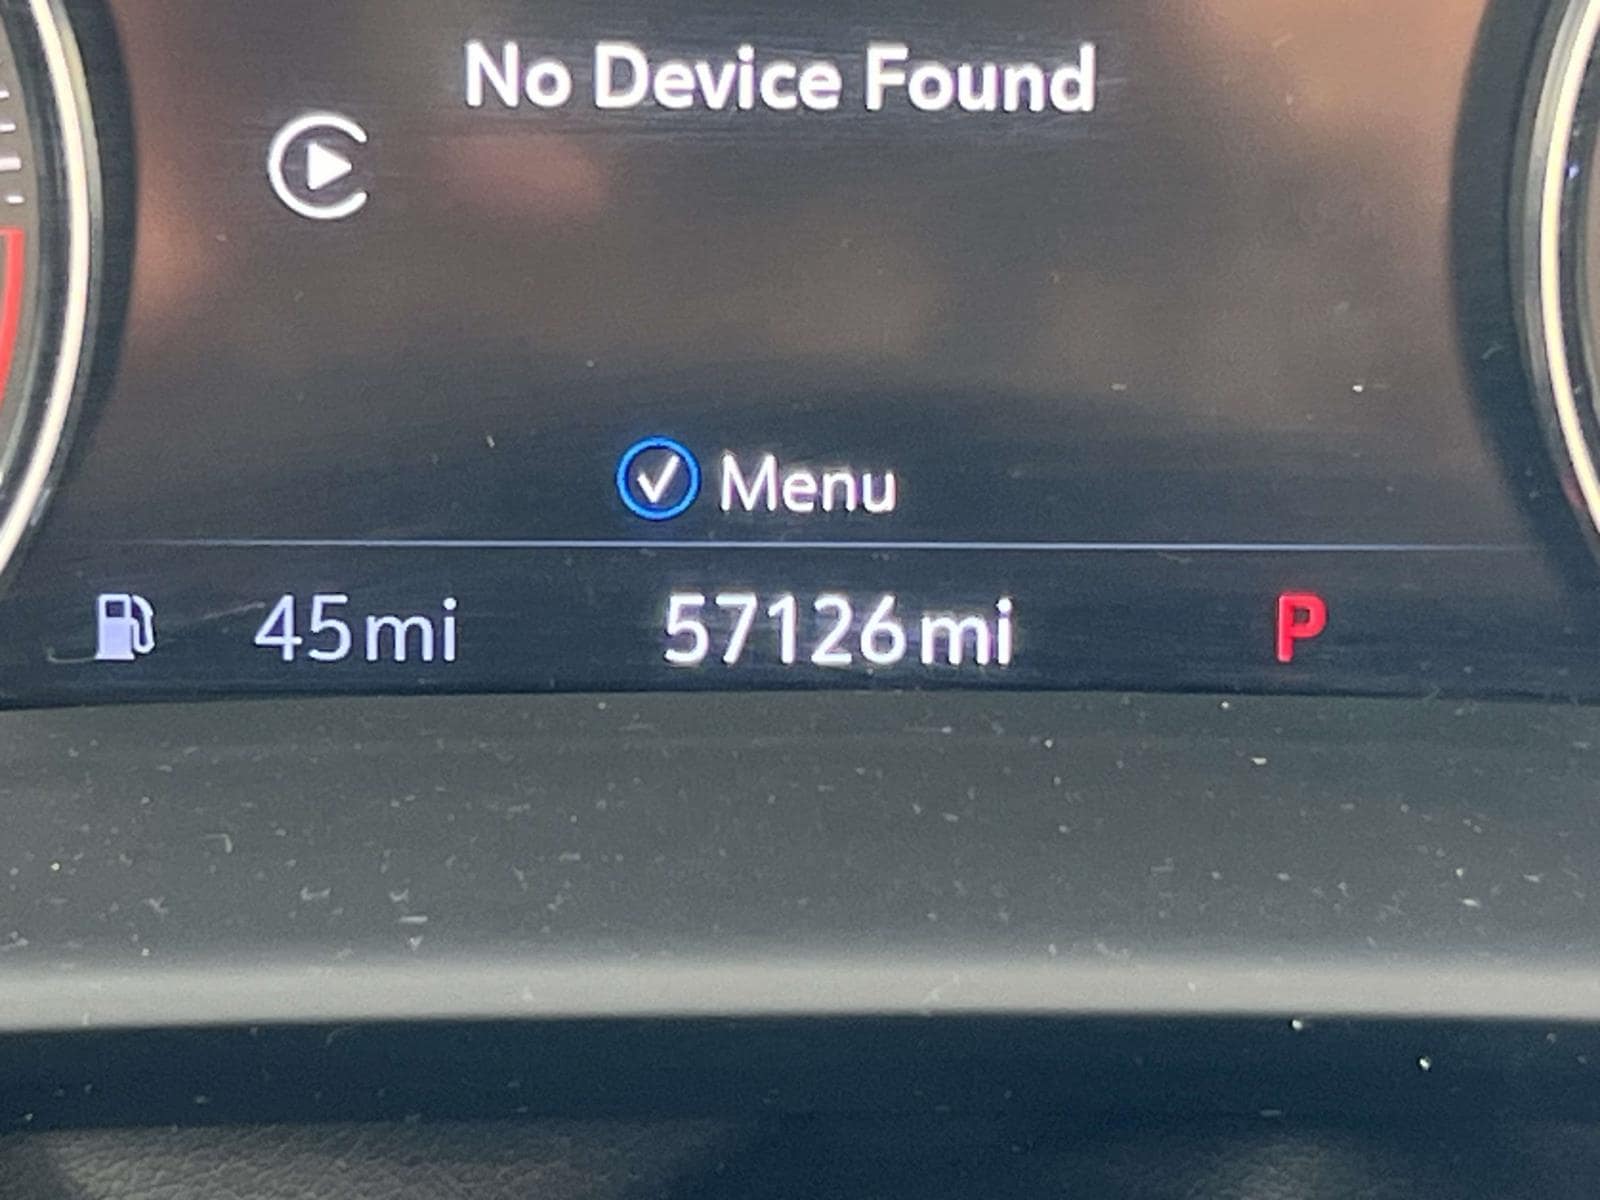 No Device Found
Menu
45mi 57126mi P